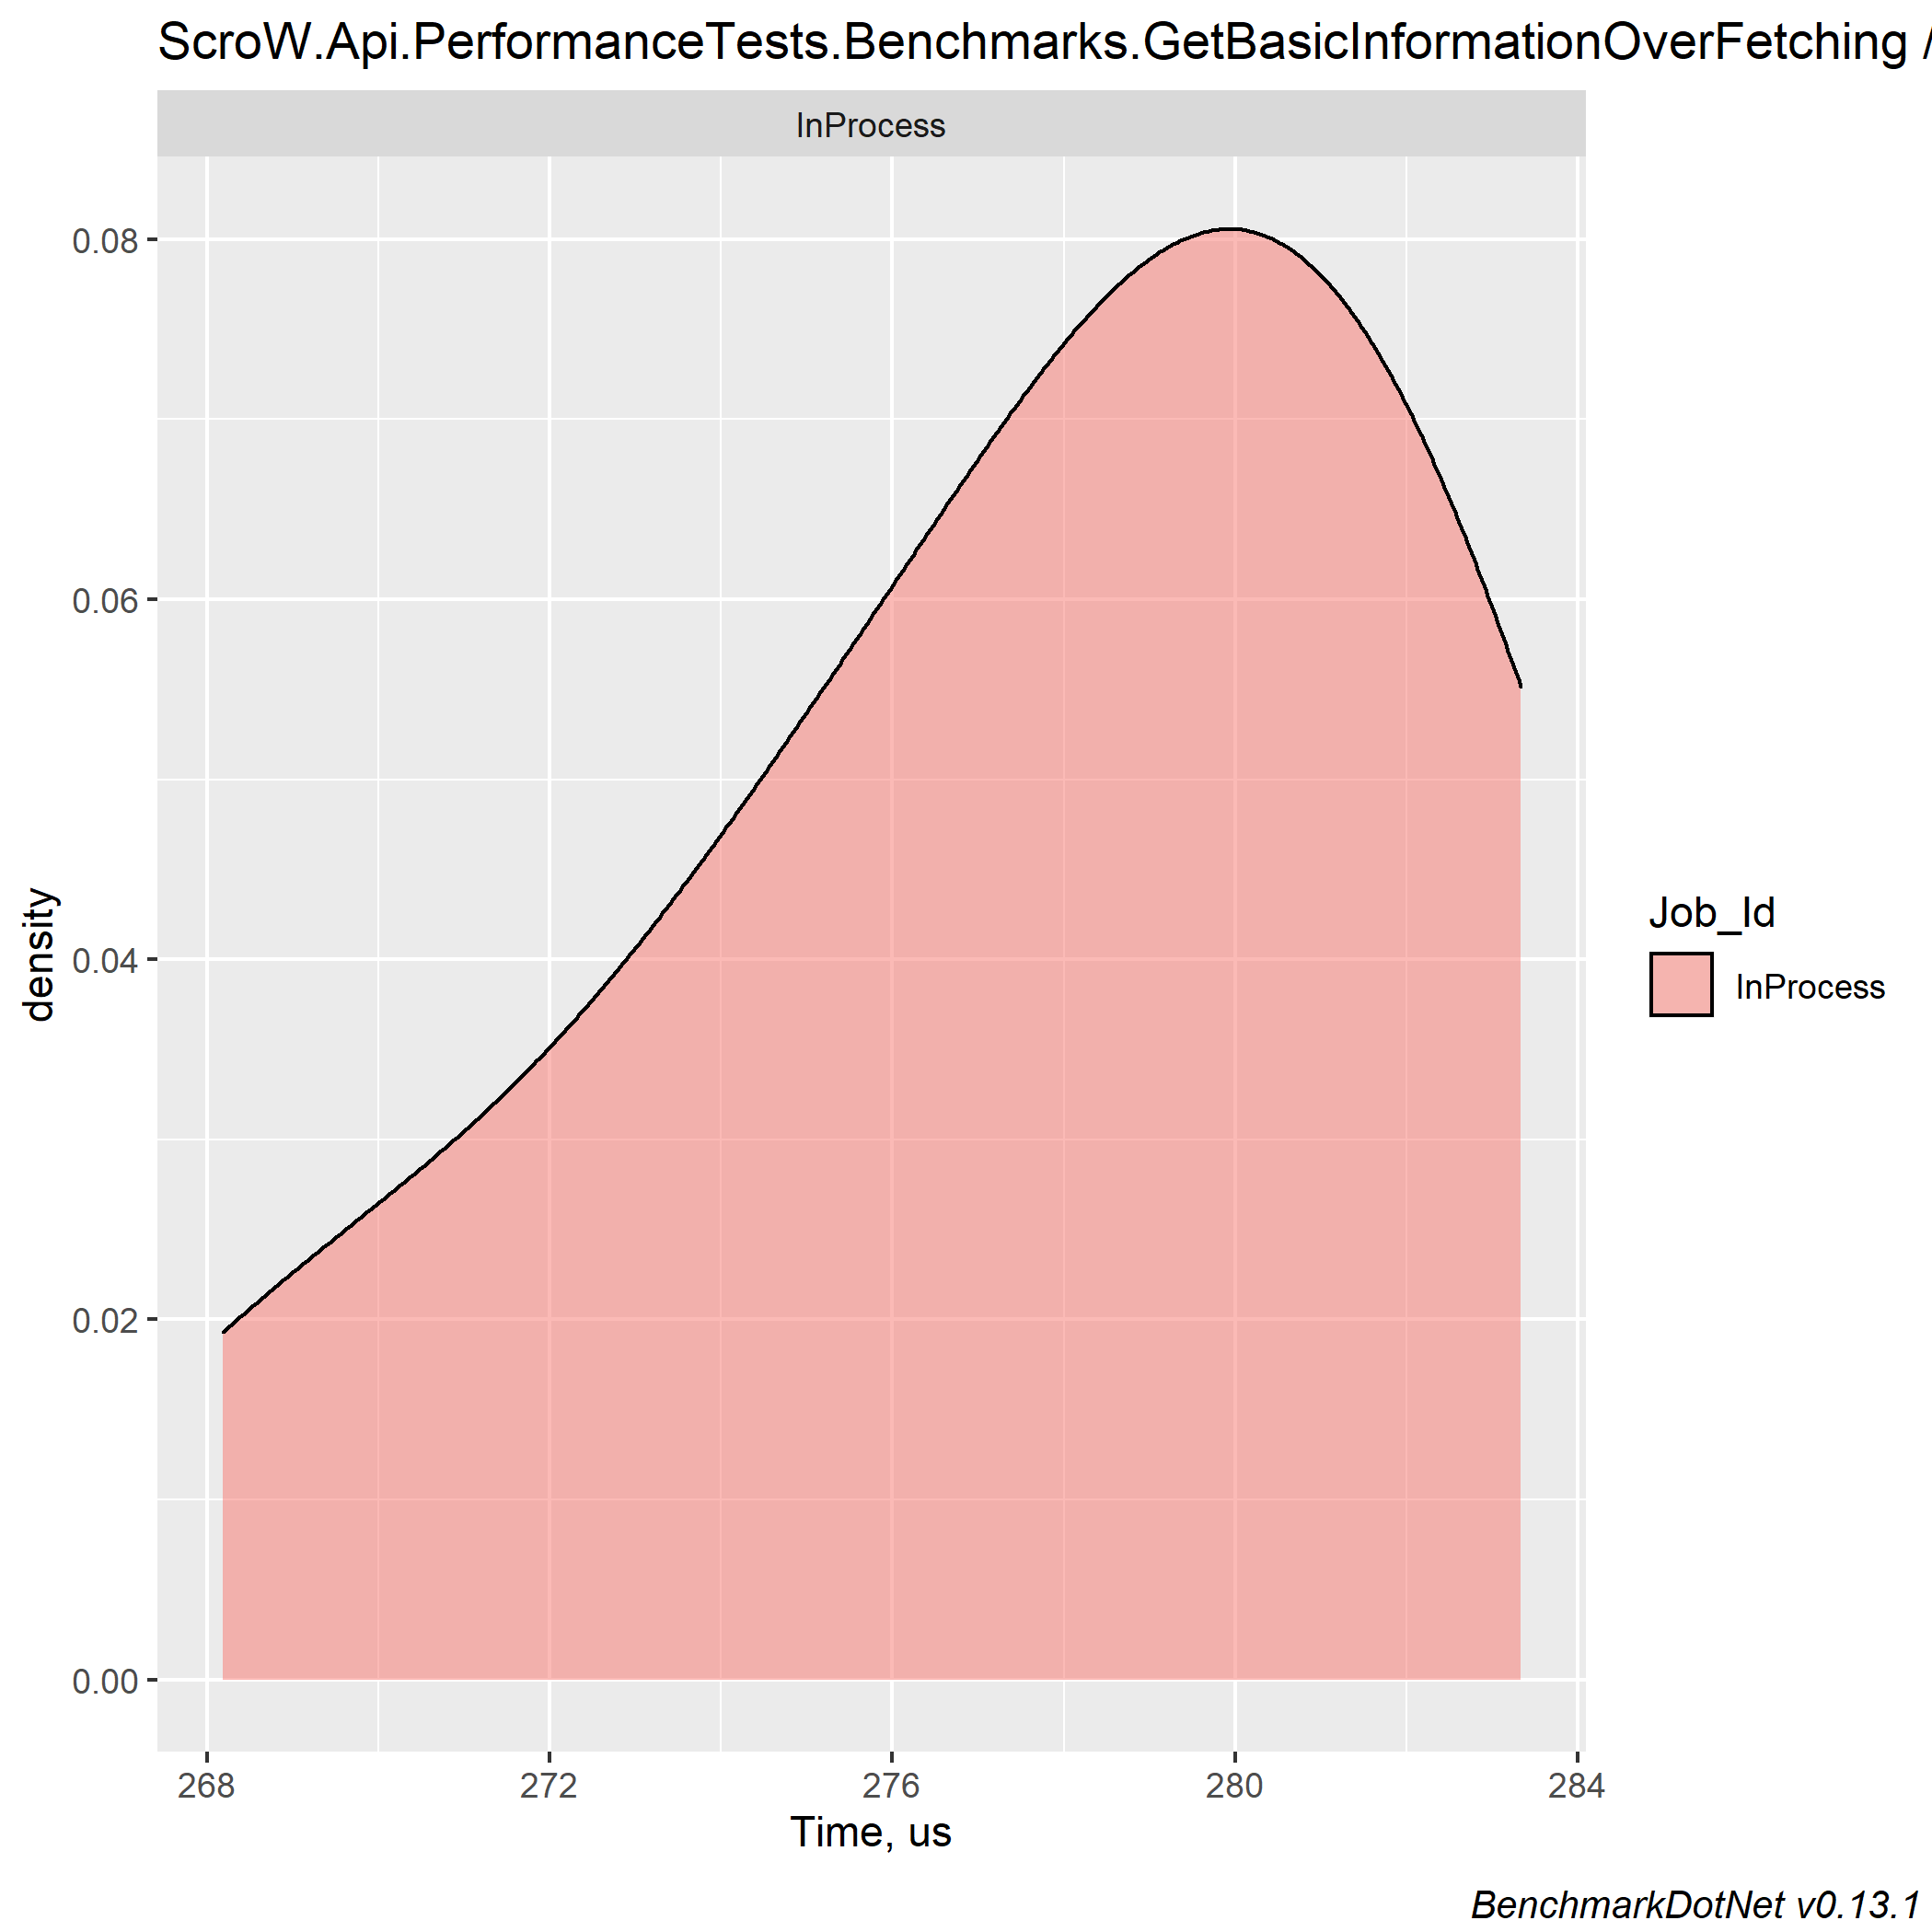 ScroW.Api.PerformanceTests.Benchmarks.GetBasicInformationOverFetching /
InProcess
0.08
0.06
0.04
0.02
0.00
density
268 272 276 280 284
Time, us
Job_Id
InProcess
BenchmarkDotNet v0.13.1